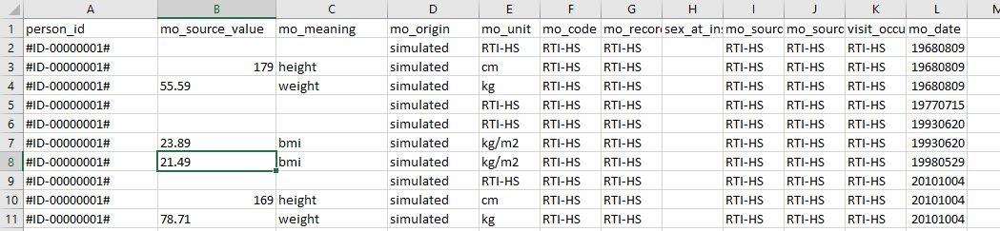 A B C D E F G H I J K L M
1 person_id mo_source_value mo_meaning mo_origin mo_unit mo_code mo_recor sex_at_ins mo_sourc mo_sourc visit_occu mo_date
2 #ID-00000001# simulated RTI-HS RTI-HS RTI-HS RTI-HS RTI-HS RTI-HS 19680809
3 #ID-00000001# 179 height simulated cm RTI-HS RTI-HS RTI-HS RTI-HS RTI-HS 19680809
4 #ID-00000001# 55.59 weight simulated kg RTI-HS RTI-HS RTI-HS RTI-HS RTI-HS 19680809
5 #ID-00000001# simulated RTI-HS RTI-HS RTI-HS RTI-HS RTI-HS RTI-HS 19770715
6 #ID-00000001# simulated RTI-HS RTI-HS RTI-HS RTI-HS RTI-HS RTI-HS 19930620
7 #ID-00000001# 23.89 bmi simulated kg/m2 RTI-HS RTI-HS RTI-HS RTI-HS RTI-HS 19930620
8 #ID-00000001# 21.49 bmi simulated kg/m2 RTI-HS RTI-HS RTI-HS RTI-HS RTI-HS 19980529
9 #ID-00000001# simulated RTI-HS RTI-HS RTI-HS RTI-HS RTI-HS RTI-HS 20101004
10 #ID-00000001# 169 height simulated cm RTI-HS RTI-HS RTI-HS RTI-HS RTI-HS 20101004
11 #ID-00000001# 78.71 weight simulated kg RTI-HS RTI-HS RTI-HS RTI-HS RTI-HS 20101004